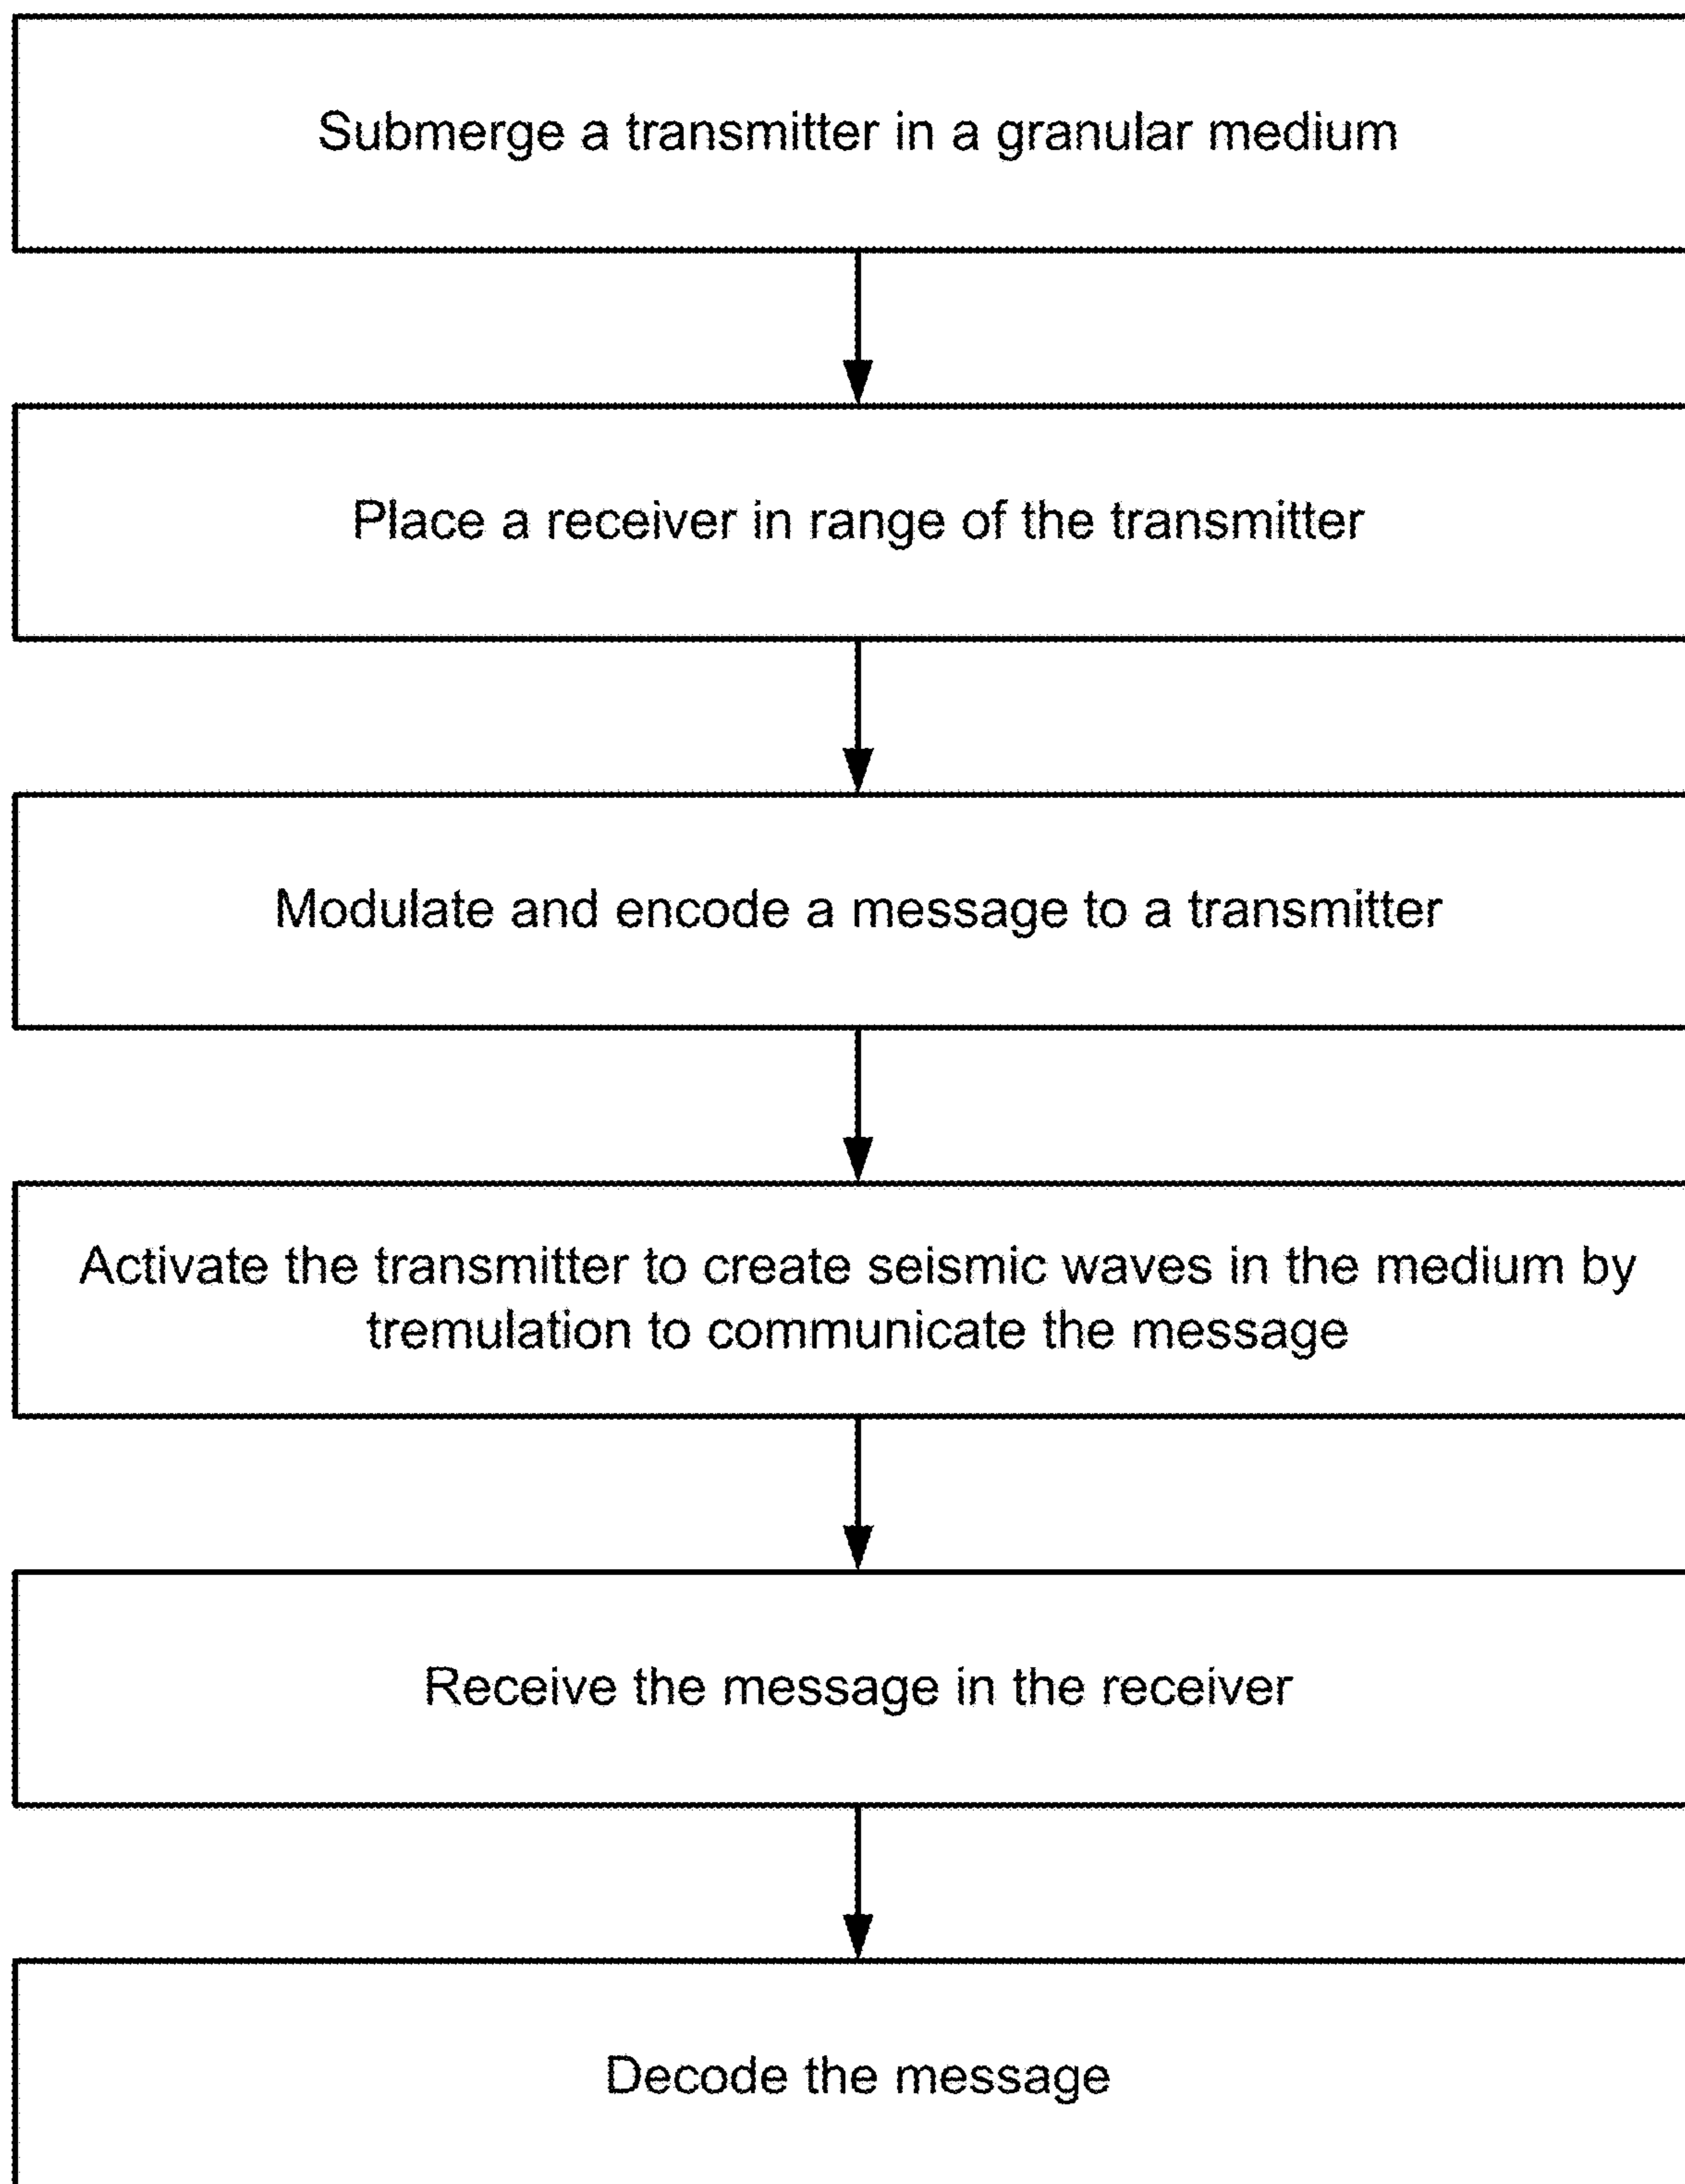 Submerge a transmitter in a granular medium
Place a receiver in range of the transmitter
Modulate and encode a message to a transmitter
Activate the transmitter to create seismic waves in the medium by
tremulation to communicate the message
Receive the message in the receiver
Decode the message